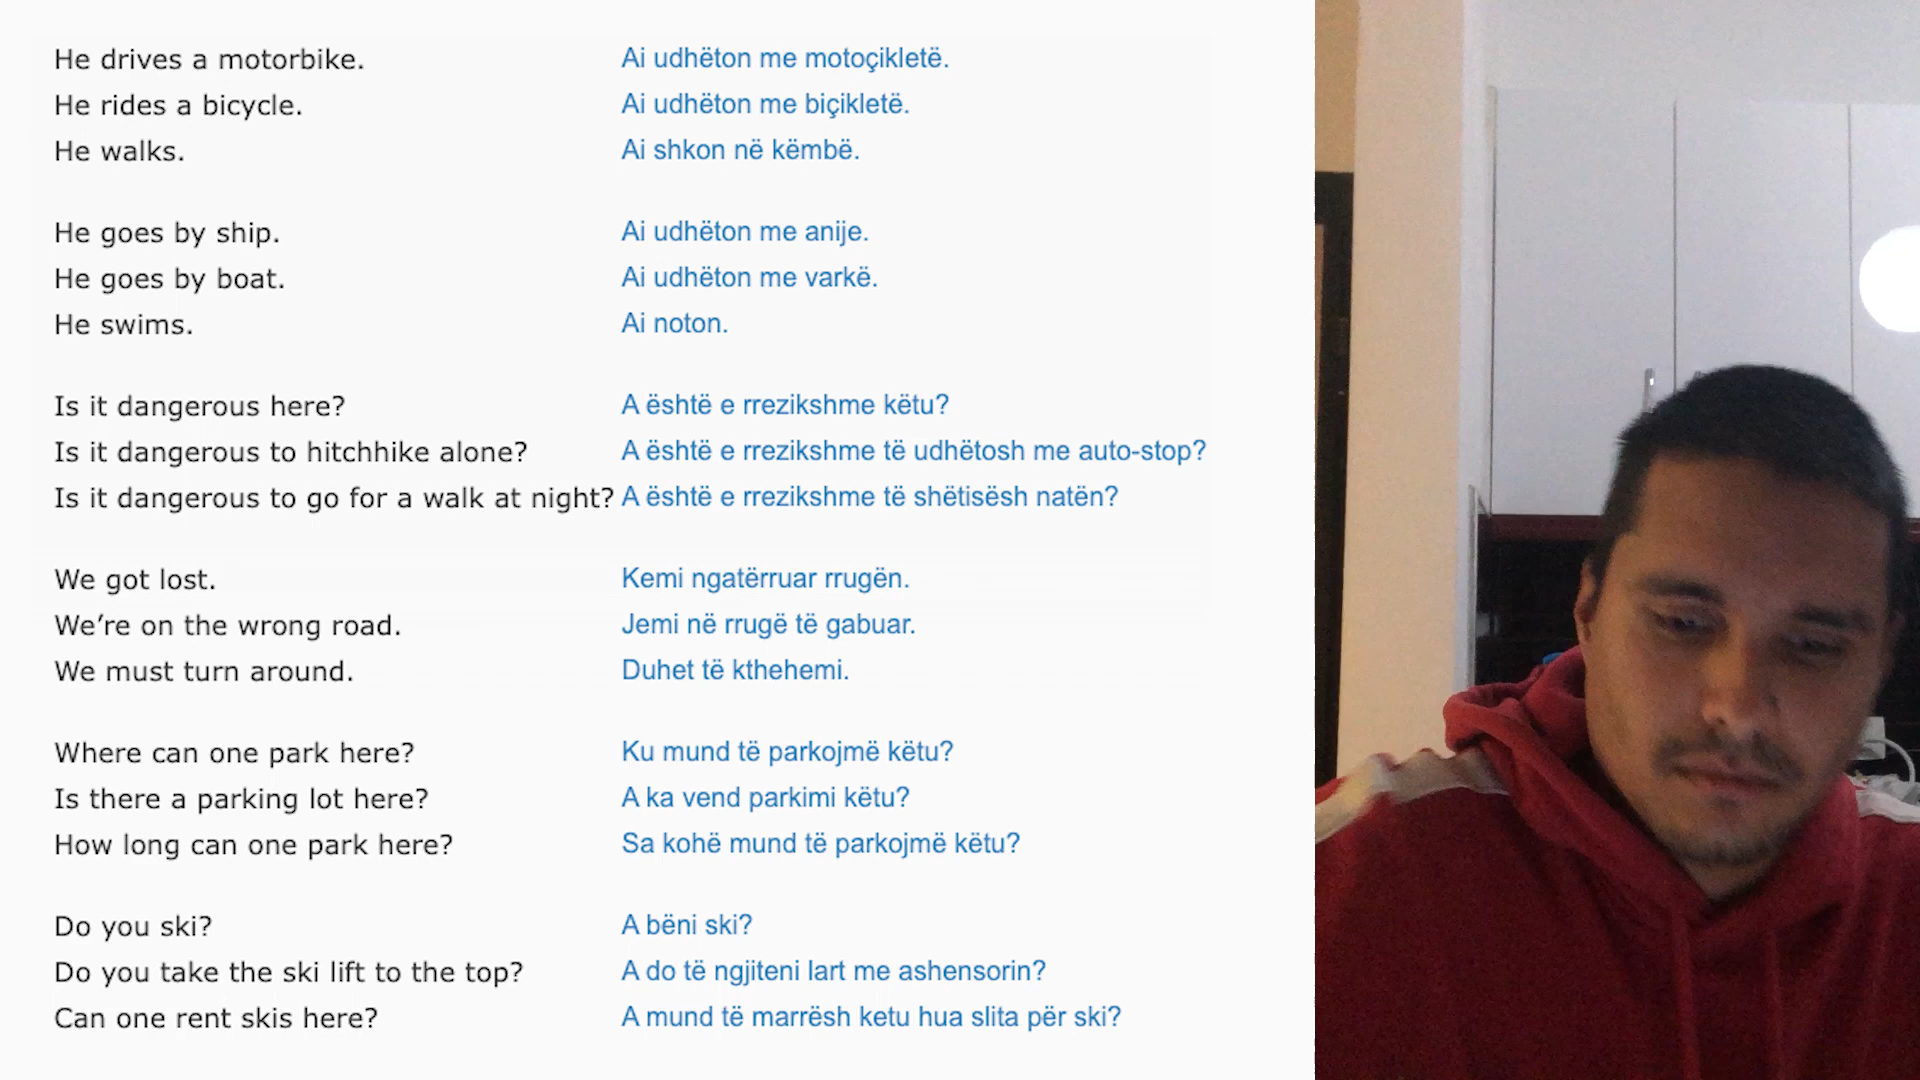 He drives a motorbike. Ai udhëton me motoçikletë.
He rides a bicycle. Ai udhëton me biçikletë.
He walks. Ai shkon në këmbë.
He goes by ship. Ai udhëton me anije.
He goes by boat. Ai udhëton me varkë.
He swims. Ai noton.
Is it dangerous here? A është e rrezikshme këtu?
Is it dangerous to hitchhike alone? A është e rrezikshme të udhëtosh me auto-stop?
Is it dangerous to go for a walk at night? A është e rrezikshme të shëtisësh natën?
We got lost. Kemi ngatërruar rrugën.
We’re on the wrong road. Jemi në rrugë të gabuar.
We must turn around. Duhet të kthehemi.
Where can one park here? Ku mund të parkojmë këtu?
Is there a parking lot here? A ka vend parkimi këtu?
How long can one park here? Sa kohë mund të parkojmë këtu?
Do you ski? A bëni ski?
Do you take the ski lift to the top? A do të ngjiteni lart me ashensorin?
Can one rent skis here? A mund të marrësh ketu hua slita për ski?